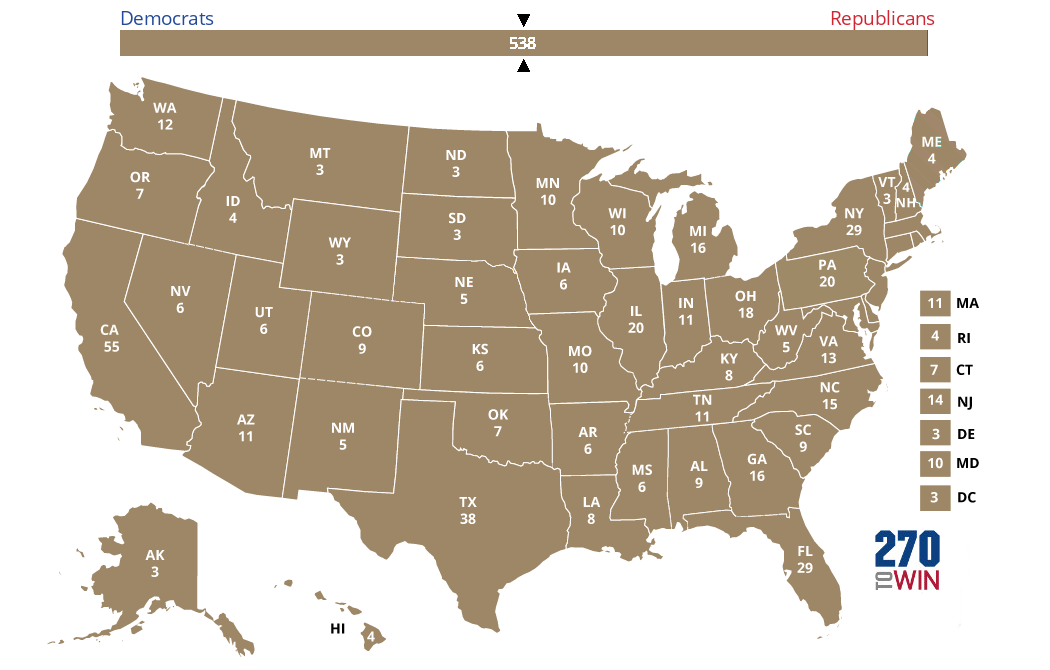 Democrats
Republicans
538
WA
12
OR
7
CA
55
NV
6
ID
4
MT
3
WY
3
UT
6
AZ
11
CO
9
NM
5
ND
3
SD
3
NE
5
KS
6
OK
7
TX
38
MN
10
IA
6
MO
10
AR
6
LA
8
WI
10
IL
20
MI
16
IN
11
OH
18
KY
8
TN
11
MS
6
AL
9
GA
16
FL
29
SC
9
NC
15
VA
13
WV
5
PA
20
NY
29
VT
3
4
NH
ME
4
11 MA
4 RI
7 CT
14 NJ
3 DE
10 MD
3 DC
AK
3
HI
4
270
TO WIN